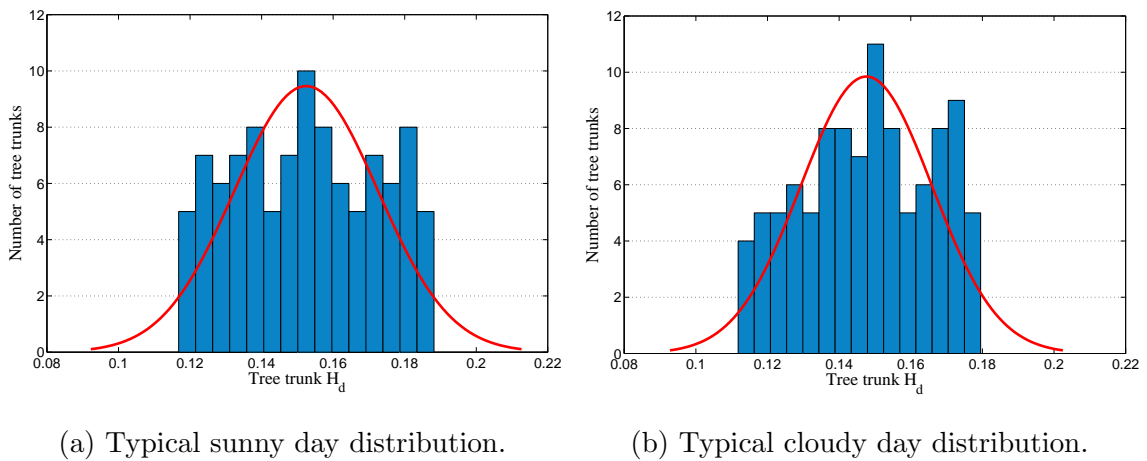 12
10
8
6
4
2
0
Number of tree trunks
0.08 0.1 0.12 0.14 0.16 0.18 0.2 0.22
Tree trunk H_d
(a) Typical sunny day distribution.
12
10
8
6
4
2
0
Number of tree trunks
0.08 0.1 0.12 0.14 0.16 0.18 0.2 0.22
Tree trunk H_d
(b) Typical cloudy day distribution.